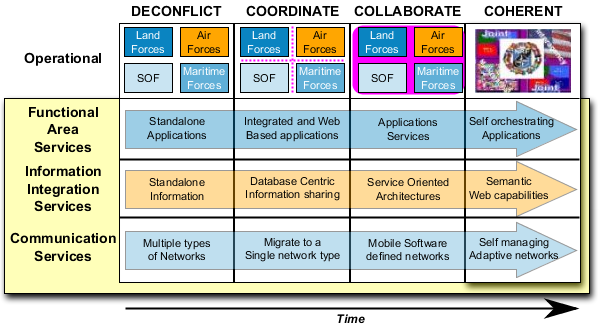 DECONFLICT COORDINATE COLLABORATE COHERENT
Operational
Land Forces
Air Forces
SOF
Maritime Forces
Land Forces
Air Forces
SOF
Maritime Forces
Land Forces
Air Forces
SOF
Maritime Forces
Joint
Joint
Functional
Area
Services
Standalone
Applications
Integrated and Web
Based applications
Applications
Services
Self orchestrating
Applications
Information
Integration
Services
Standalone
Information
Database Centric
Information sharing
Service Oriented
Architectures
Semantic
Web capabilities
Communication
Services
Multiple types
of Networks
Migrate to a
Single network type
Mobile Software
defined networks
Self managing
Adaptive networks
Time